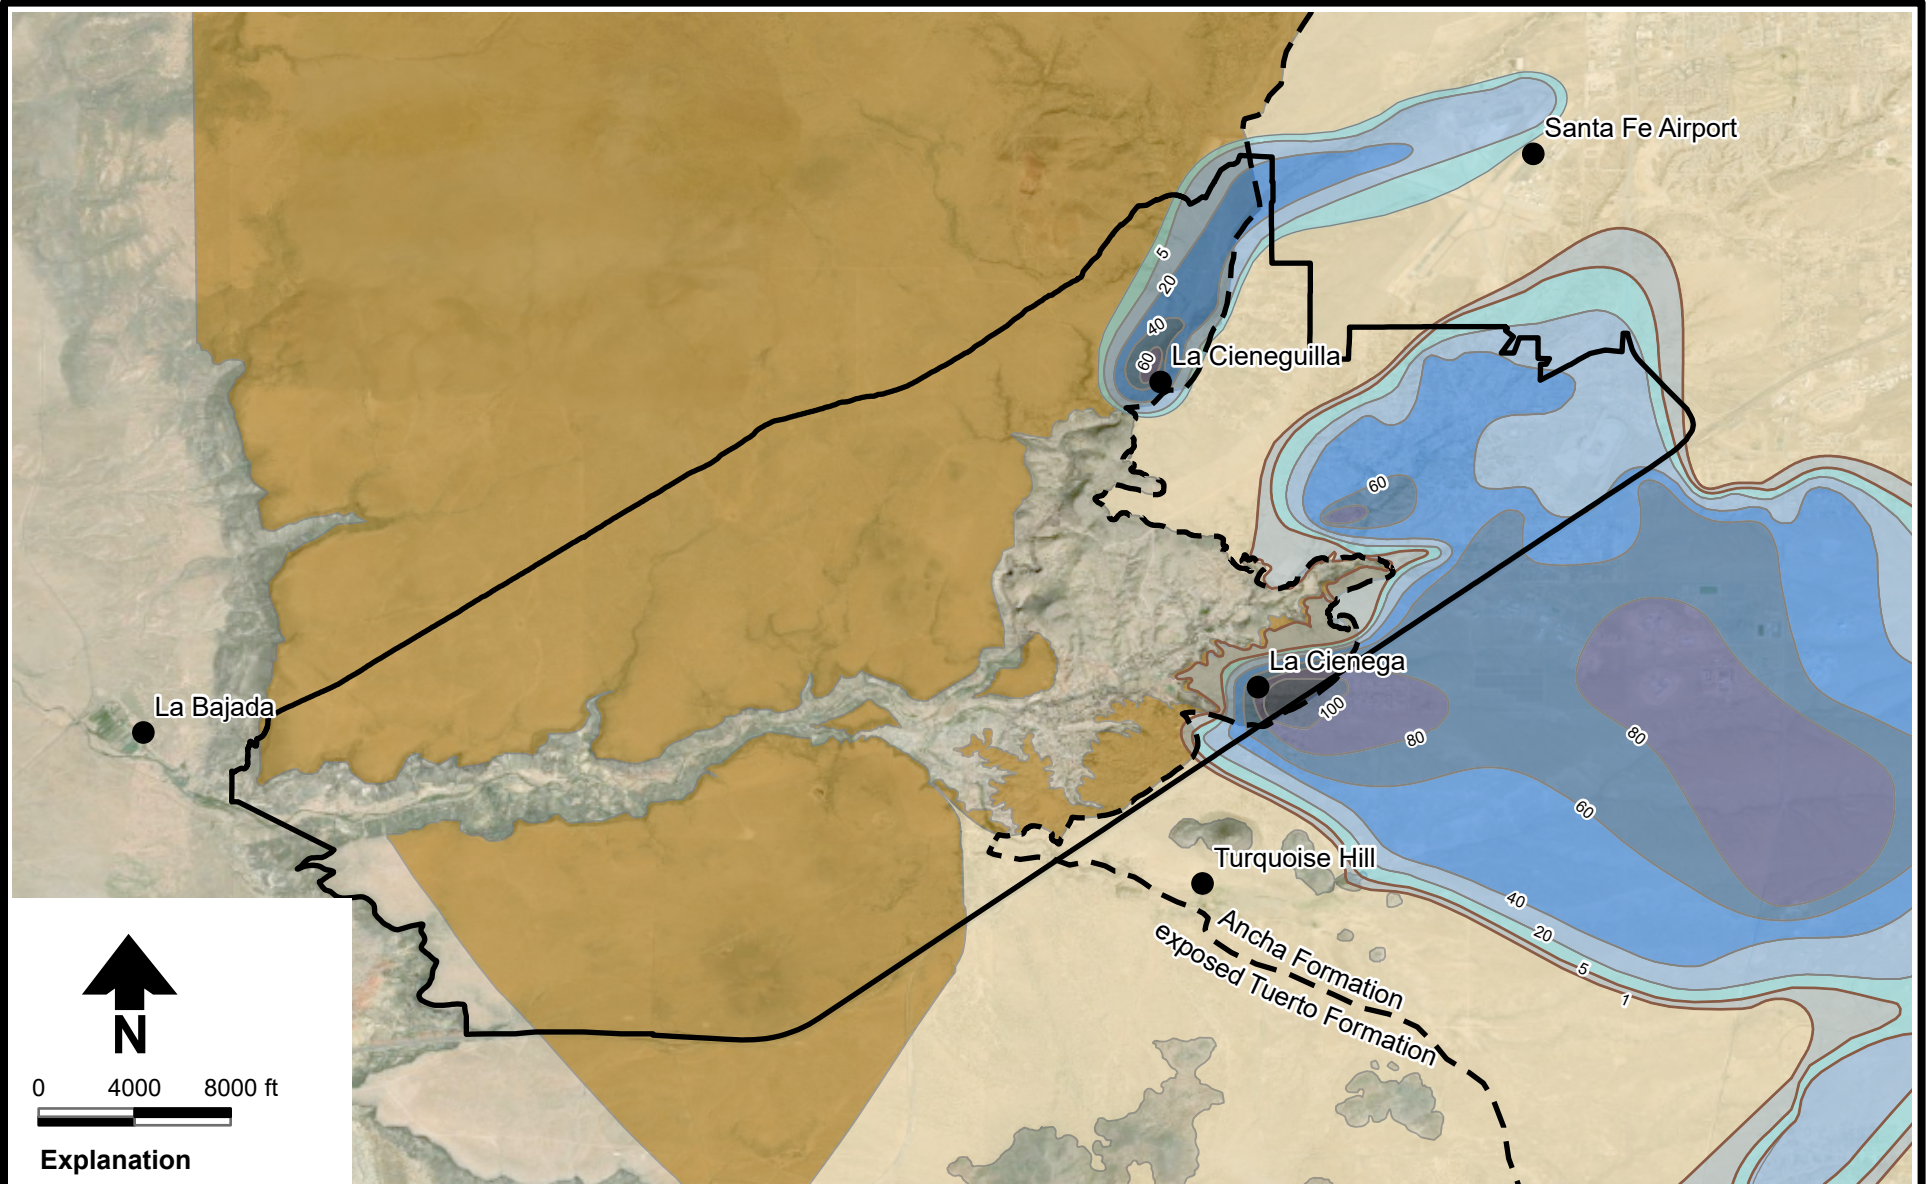 Santa Fe Airport
5
20
40
60
La Cieneguilla
60
La Cienega
100
80
80
La Bajada
60
Turquoise Hill
40
20
5
1
Ancha Formation
exposed Tuerto Formation
N
0 4000 8000 ft
Explanation